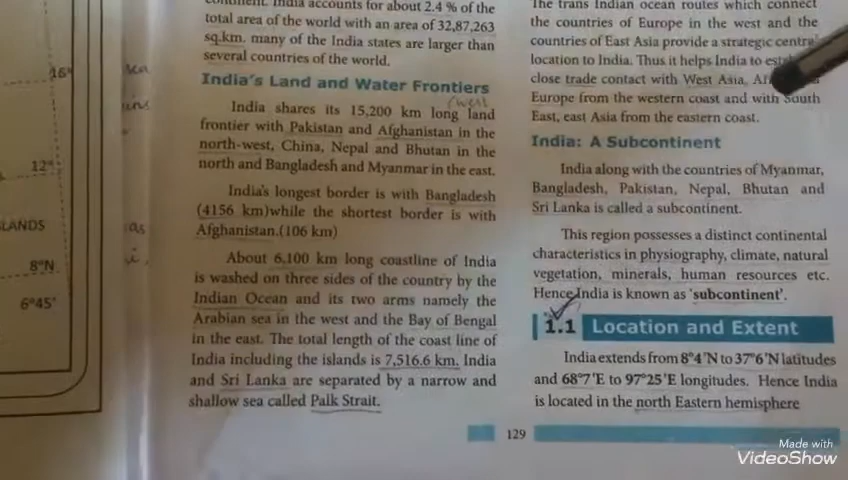 16°
12°
LANDS
8°N
6°45'
continent. India accounts for about 2.4 % of the
total area of the world with an area of 32,87,263
sq.km. many of the India states are larger than
several countries of the world.
India's Land and Water Frontiers
(west
India shares its 15,200 km long land
frontier with Pakistan and Afghanistan in the
north-west, China, Nepal and Bhutan in the
north and Bangladesh and Myanmar in the east.
India's longest border is with Bangladesh
(4156 km)while the shortest border is with
Afghanistan.(106 km)
About 6,100 km long coastline of India
is washed on three sides of the country by the
Indian Ocean and its two arms namely the
Arabian sea in the west and the Bay of Bengal
in the east. The total length of the coast line of
India including the islands is 7,516.6 km. India
and Sri Lanka are separated by a narrow and
shallow sea called Palk Strait.
The trans Indian ocean routes which connect
the countries of Europe in the west and the
countries of East Asia provide a strategic central
location to India. Thus it helps India to
close trade contact with West Asia,
Europe from the western coast and with South
East, east Asia from the eastern coast.
India: A Subcontinent
India along with the countries of Myanmar,
Bangladesh, Pakistan, Nepal, Bhutan and
Sri Lanka is called a subcontinent.
This region possesses a distinct continental
characteristics in physiography, climate, natural
vegetation, minerals, human resources etc.
Hence India is known as 'subcontinent'.
1.1 Location and Extent
India extends from 8°4'N to 37°6'N latitudes
and 68°7'E to 97°25'E longitudes. Hence India
is located in the north Eastern hemisphere
129
Made with
VideoShow